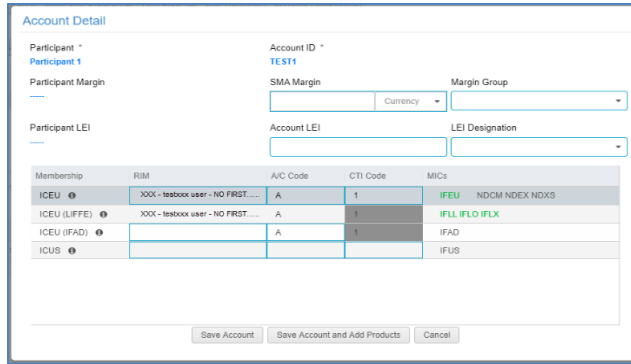 Account Detail
Participant * Account ID *
Participant 1 TEST1
Participant Margin SMA Margin Margin Group
----- Currency
Participant LEI Account LEI LEI Designation
-----
Membership RIM A/C Code CTI Code MICs
ICEU XXX - testxxx user - NO FIRST...... A 1 IFEU NDCM NDEX NDXS
ICEU (LIFFE) XXX - testxxx user - NO FIRST...... A 1 IFLL IFLO IFLX
ICEU (IFAD) A 1 IFAD
ICUS IFUS
Save Account Save Account and Add Products Cancel